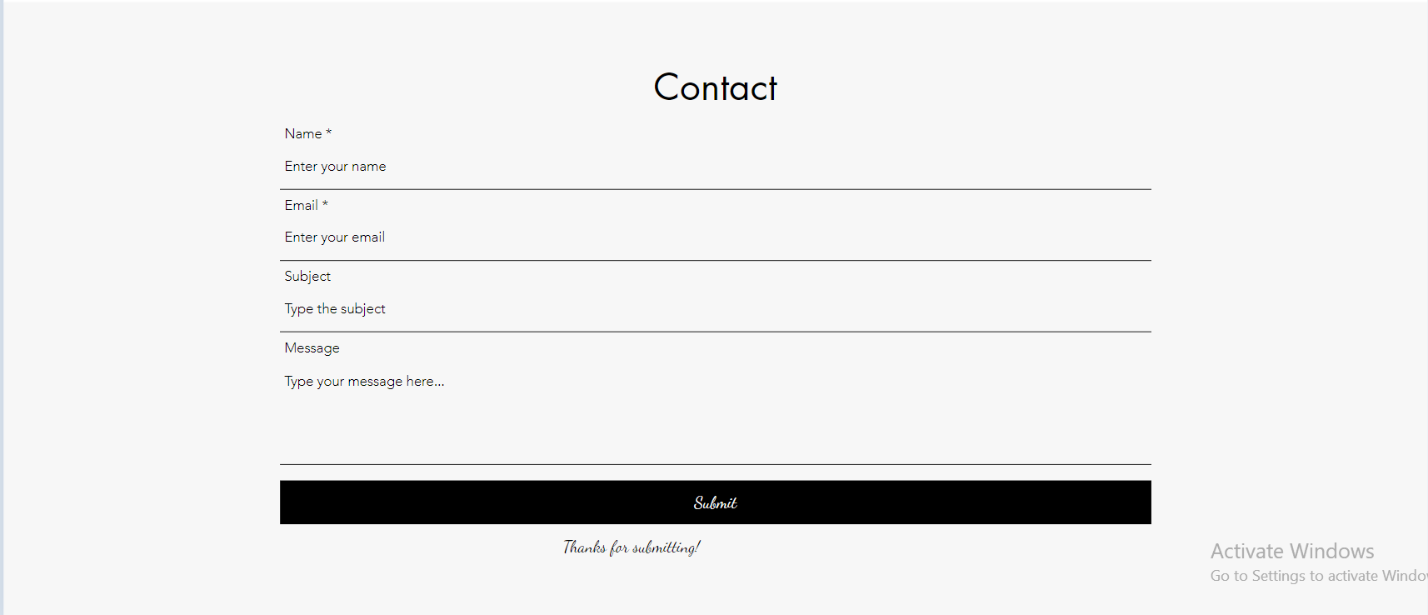 Contact
Name *
Enter your name
Email *
Enter your email
Subject
Type the subject
Message
Type your message here...
Submit
Thanks for submitting!
Activate Windows
Go to Settings to activate Windo